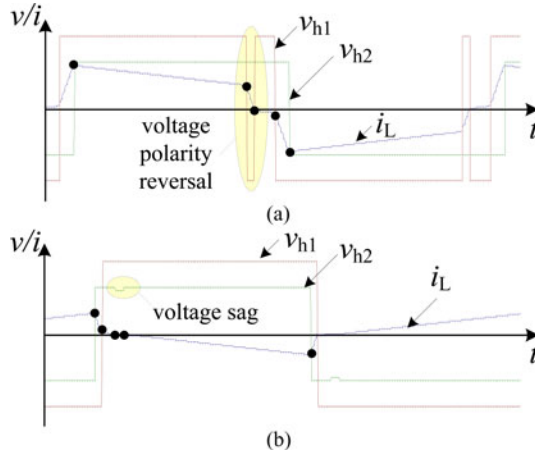 v/i
vh1
vh2
voltage
polarity
reversal
iL
t
(a)
v/i
vh1
vh2
voltage sag
iL
t
(b)